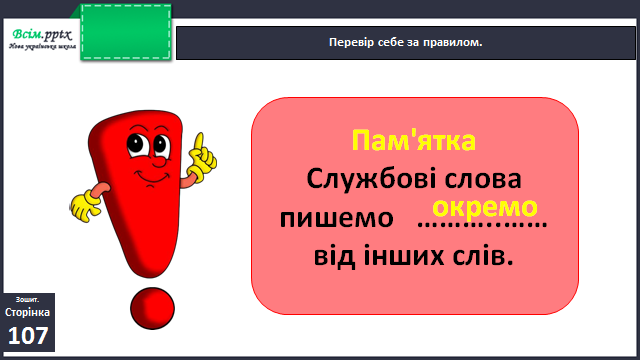 Всім.pptx
Нова українська школа
Перевір себе за правилом.
Пам'ятка
Службові слова
пишемо ……….…… окремо
від інших слів.
Зошит.
Сторінка
107